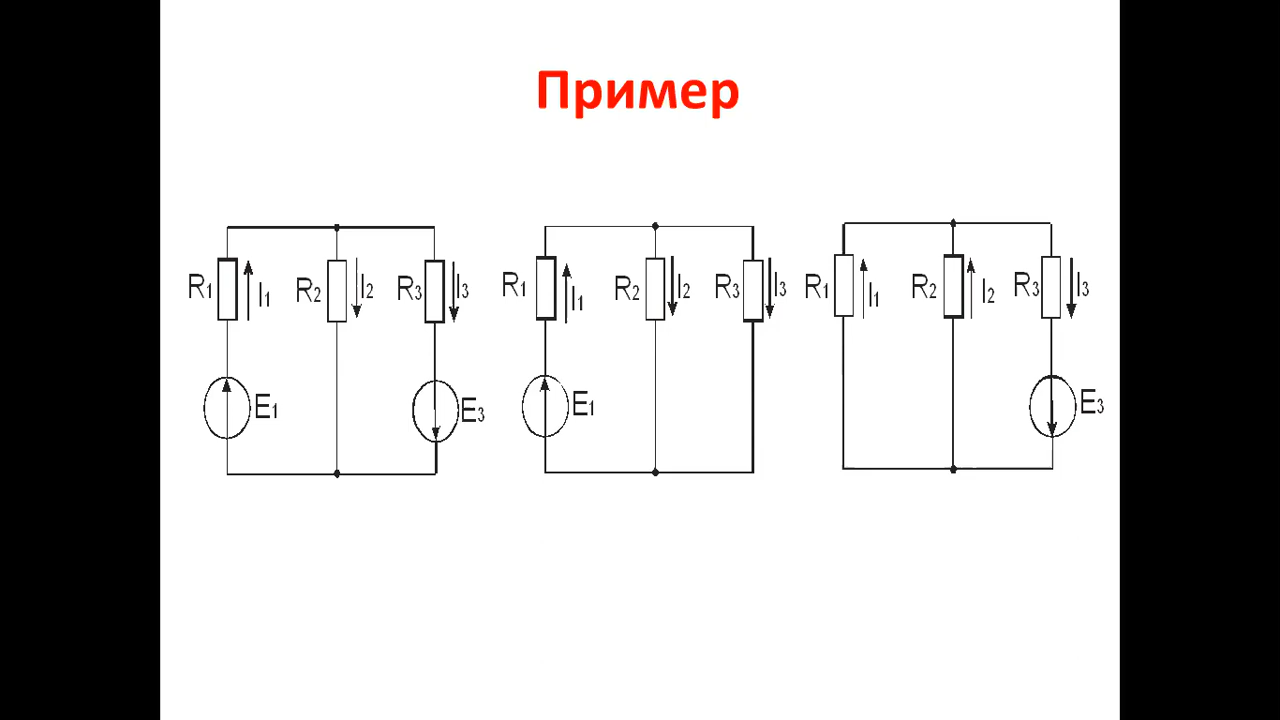 Пример
R1 I1 R2 I2 R3 I3
E1 E3
R1 I1 R2 I2 R3 I3
E1
R1 I1 R2 I2 R3 I3
E3